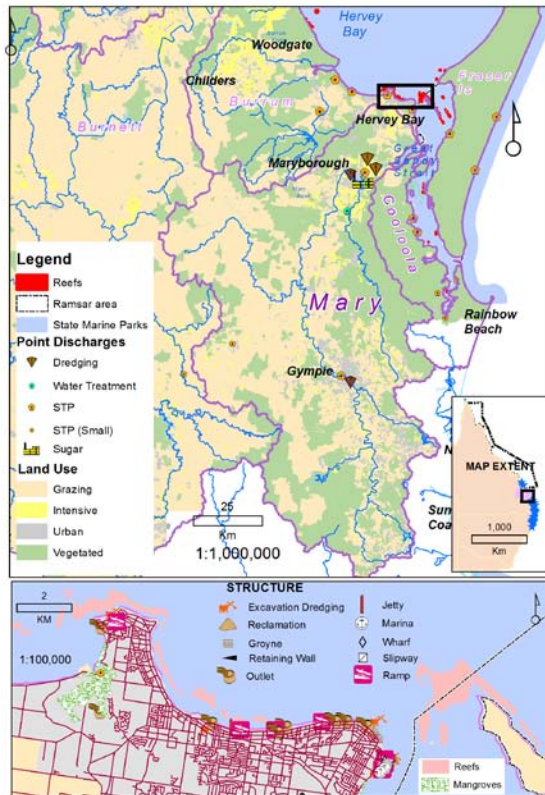 Hervey
Bay
Woodgate
Childers
Burrum
Fraser
Is
Burnett
Hervey Bay
Great
Sandy
Strait
Maryborough
Cooloola
Legend
Reefs
Ramsar area
State Marine Parks
Point Discharges
Dredging
Water Treatment
STP
STP (Small)
Sugar
Land Use
Grazing
Intensive
Urban
Vegetated
Mary
Rainbow
Beach
Gympie
25
Km
1:1,000,000
N
Sun
Coa
MAP EXTENT
1,000
Km
STRUCTURE
2
KM
1:100,000
Excavation Dredging
Reclamation
Groyne
Retaining Wall
Outlet
Jetty
Marina
Wharf
Slipway
Ramp
Reefs
Mangroves